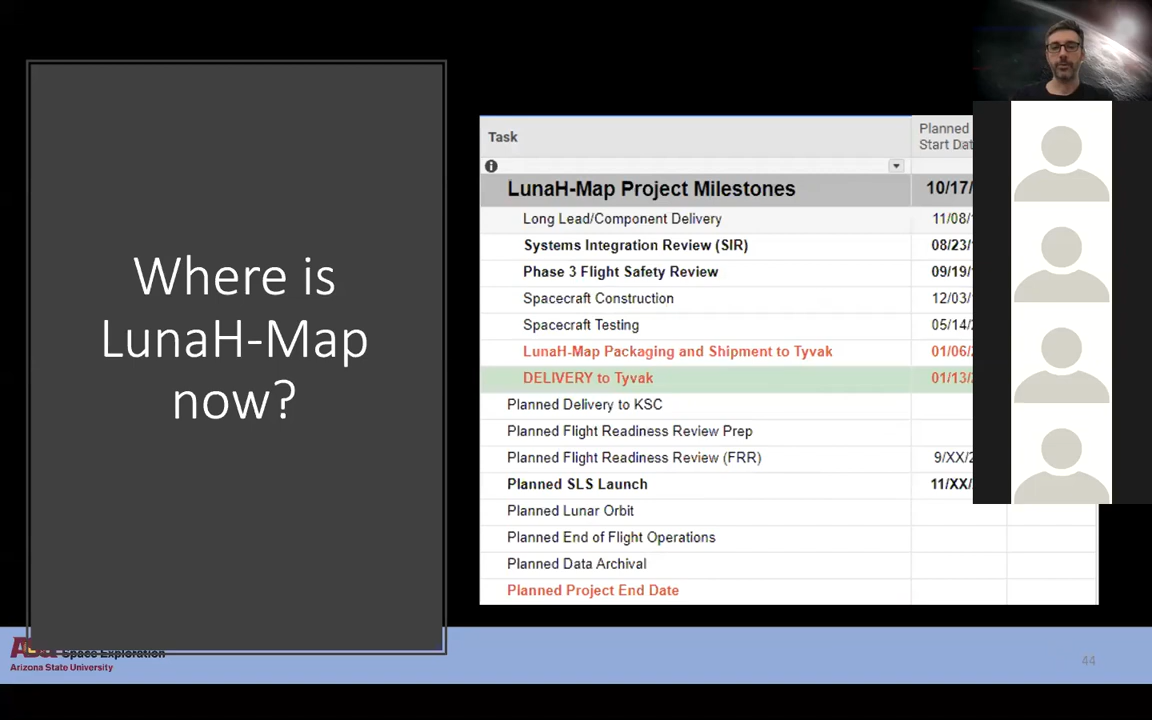 Where is
LunaH-Map
now?
Task
Planned
Start Dat
LunaH-Map Project Milestones 10/17/
Long Lead/Component Delivery 11/08/
Systems Integration Review (SIR) 08/23/
Phase 3 Flight Safety Review 09/19/
Spacecraft Construction 12/03/
Spacecraft Testing 05/14/
LunaH-Map Packaging and Shipment to Tyvak 01/06/
DELIVERY to Tyvak 01/13/
Planned Delivery to KSC
Planned Flight Readiness Review Prep
Planned Flight Readiness Review (FRR) 9/XX/2
Planned SLS Launch 11/XX/
Planned Lunar Orbit
Planned End of Flight Operations
Planned Data Archival
Planned Project End Date
Space Exploration
Arizona State University
44